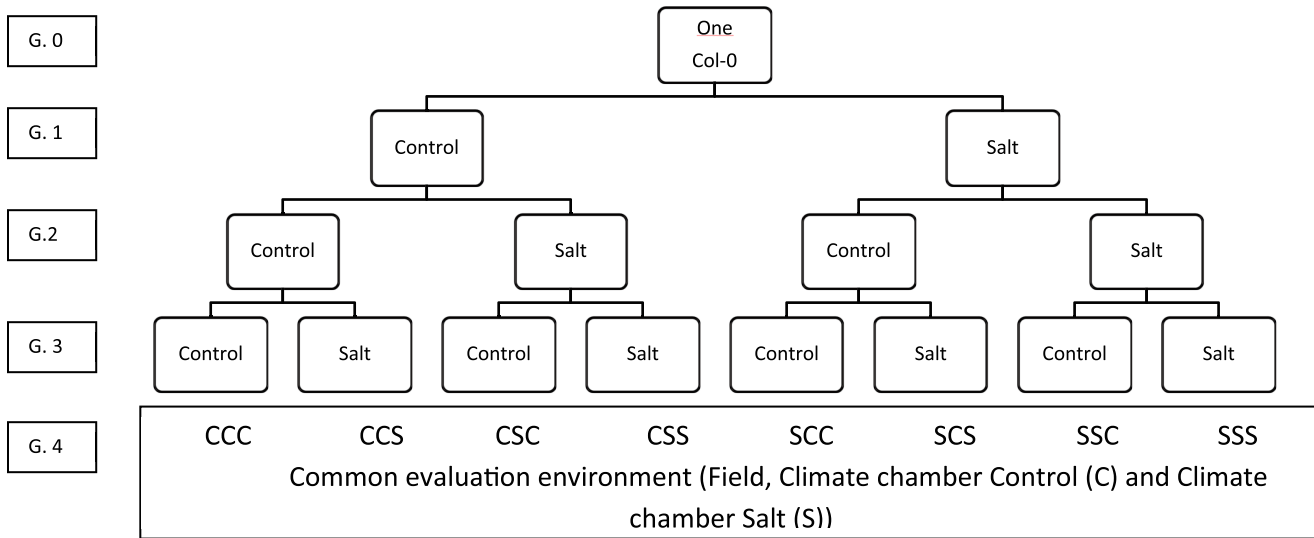 G. 0
One
Col-0
G. 1
Control
Salt
G.2
Control
Salt
Control
Salt
G. 3
Control
Salt
Control
Salt
Control
Salt
Control
Salt
G. 4
CCC CCS CSC CSS SCC SCS SSC SSS
Common evaluation environment (Field, Climate chamber Control (C) and Climate
chamber Salt (S))